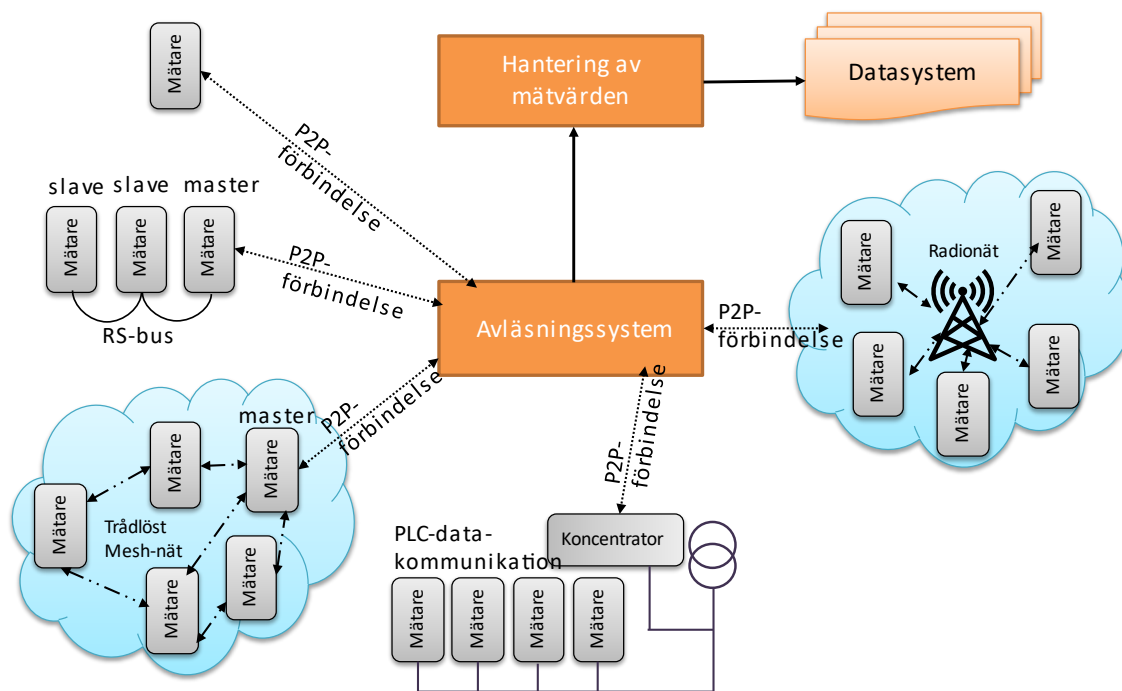 Mätare
Hantering av
mätvärden
Datasystem
P2P-
förbindelse
slave
slave
master
Mätare
Mätare
Mätare
RS-bus
P2P-
förbindelse
Avläsningssystem
P2P-
förbindelse
Radionät
Mätare
Mätare
Mätare
Mätare
Mätare
master
P2P-
förbindelse
Mätare
Mätare
Mätare
Trådlöst
Mesh-nät
Mätare
Mätare
P2P-
förbindelse
PLC-data-
kommunikation
Koncentrator
Mätare
Mätare
Mätare
Mätare